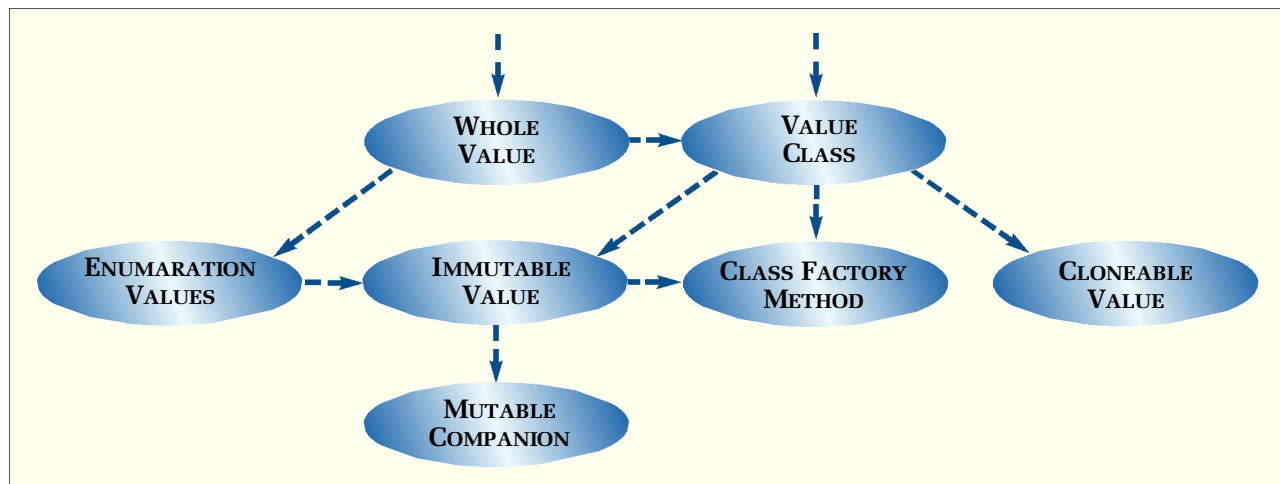 WHOLE
VALUE
VALUE
CLASS
ENUMARATION
VALUES
IMMUTABLE
VALUE
CLASS FACTORY
METHOD
CLONEABLE
VALUE
MUTABLE
COMPANION